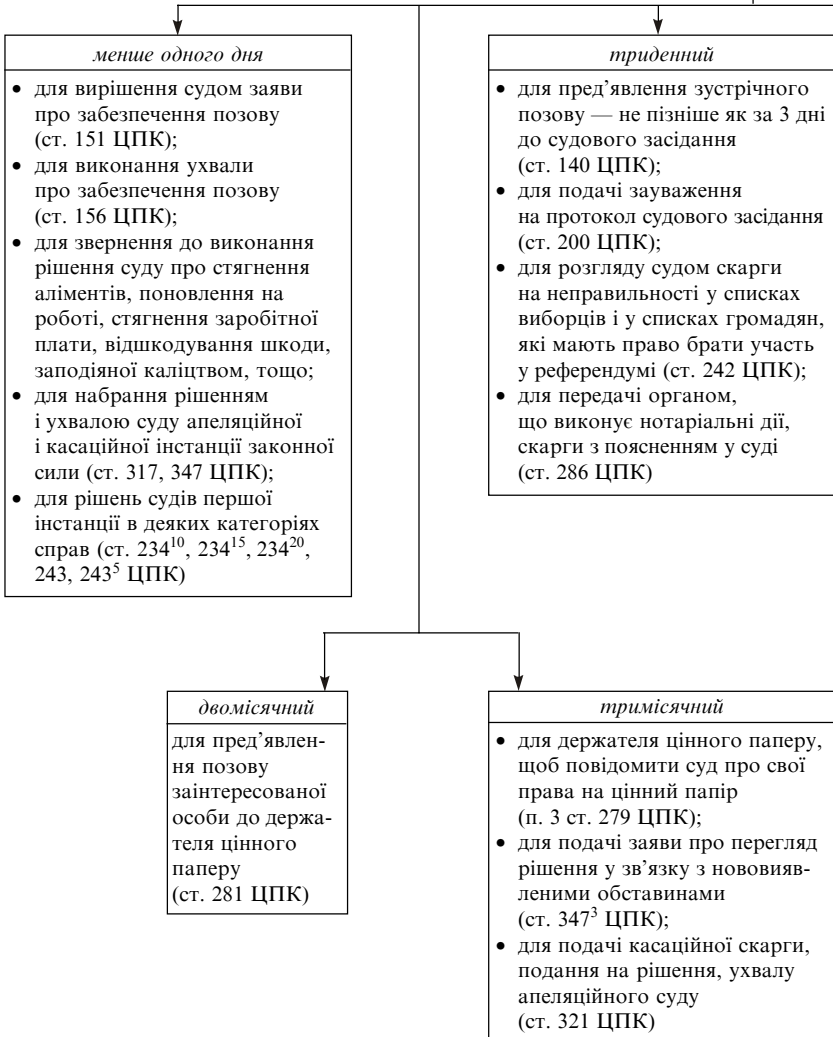 менше одного дня
• для вирішення судом заяви
про забезпечення позову
(ст. 151 ЦПК);
• для виконання ухвали
про забезпечення позову
(ст. 156 ЦПК);
• для звернення до виконання
рішення суду про стягнення
аліментів, поновлення на
роботі, стягнення заробітної
плати, відшкодування шкоди,
заподіяної каліцтвом, тощо;
• для набрання рішенням
і ухвалою суду апеляційної
і касаційної інстанції законної
сили (ст. 317, 347 ЦПК);
• для рішень судів першої
інстанції в деяких категоріях
справ (ст. 234¹⁰, 234¹⁵, 234²⁰,
243, 243⁵ ЦПК)
триденний
• для пред’явлення зустрічного
позову — не пізніше як за 3 дні
до судового засідання
(ст. 140 ЦПК);
• для подачі зауваження
на протокол судового засідання
(ст. 200 ЦПК);
• для розгляду судом скарги
на неправильності у списках
виборців і у списках громадян,
які мають право брати участь
у референдумі (ст. 242 ЦПК);
• для передачі органом,
що виконує нотаріальні дії,
скарги з поясненням у суді
(ст. 286 ЦПК)
двомісячний
для пред’явлен-
ня позову
заінтересованої
особи до держа-
теля цінного
паперу
(ст. 281 ЦПК)
тримісячний
• для держателя цінного паперу,
щоб повідомити суд про свої
права на цінний папір
(п. 3 ст. 279 ЦПК);
• для подачі заяви про перегляд
рішення у зв’язку з нововияв-
леними обставинами
(ст. 347³ ЦПК);
• для подачі касаційної скарги,
подання на рішення, ухвалу
апеляційного суду
(ст. 321 ЦПК)